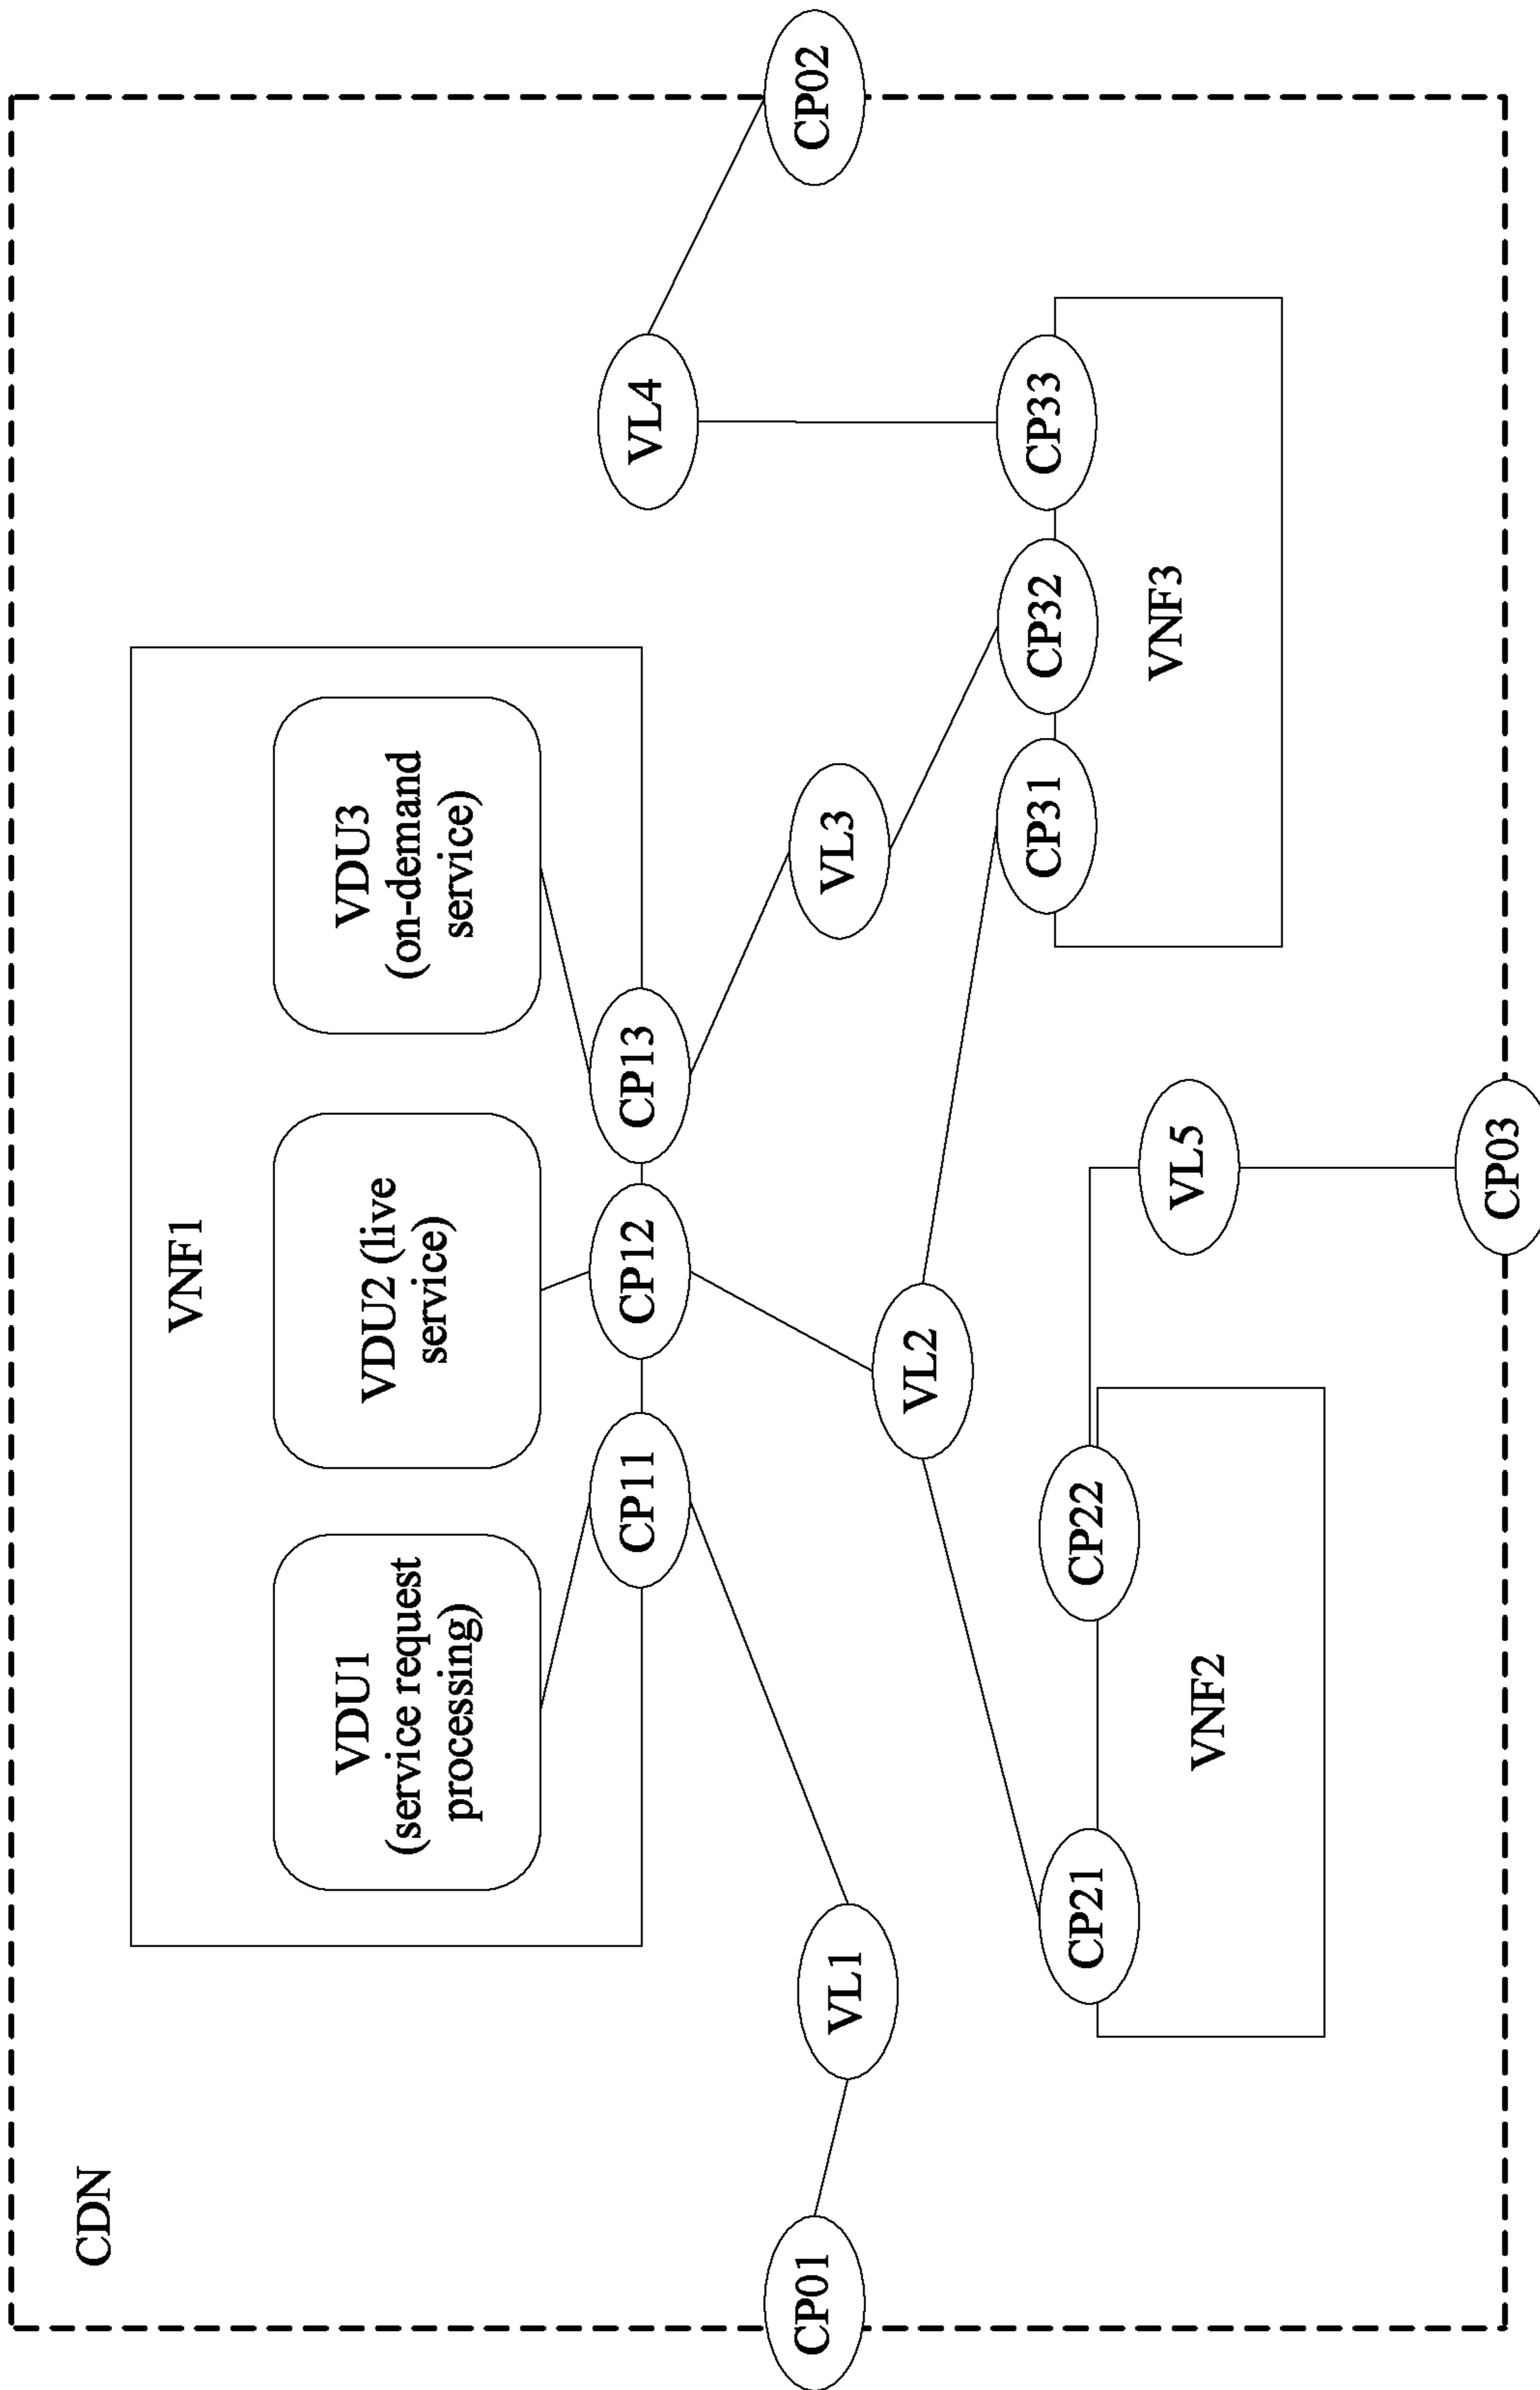 CDN
VNF1
VDU1
(service request
processing)
VDU2 (live
service)
VDU3
(on-demand
service)
CP11
CP12
CP13
VL4
CP01
CP02
VL1
VL3
VL2
CP21
CP22
CP31
CP32
CP33
VNF2
VL5
VNF3
CP03